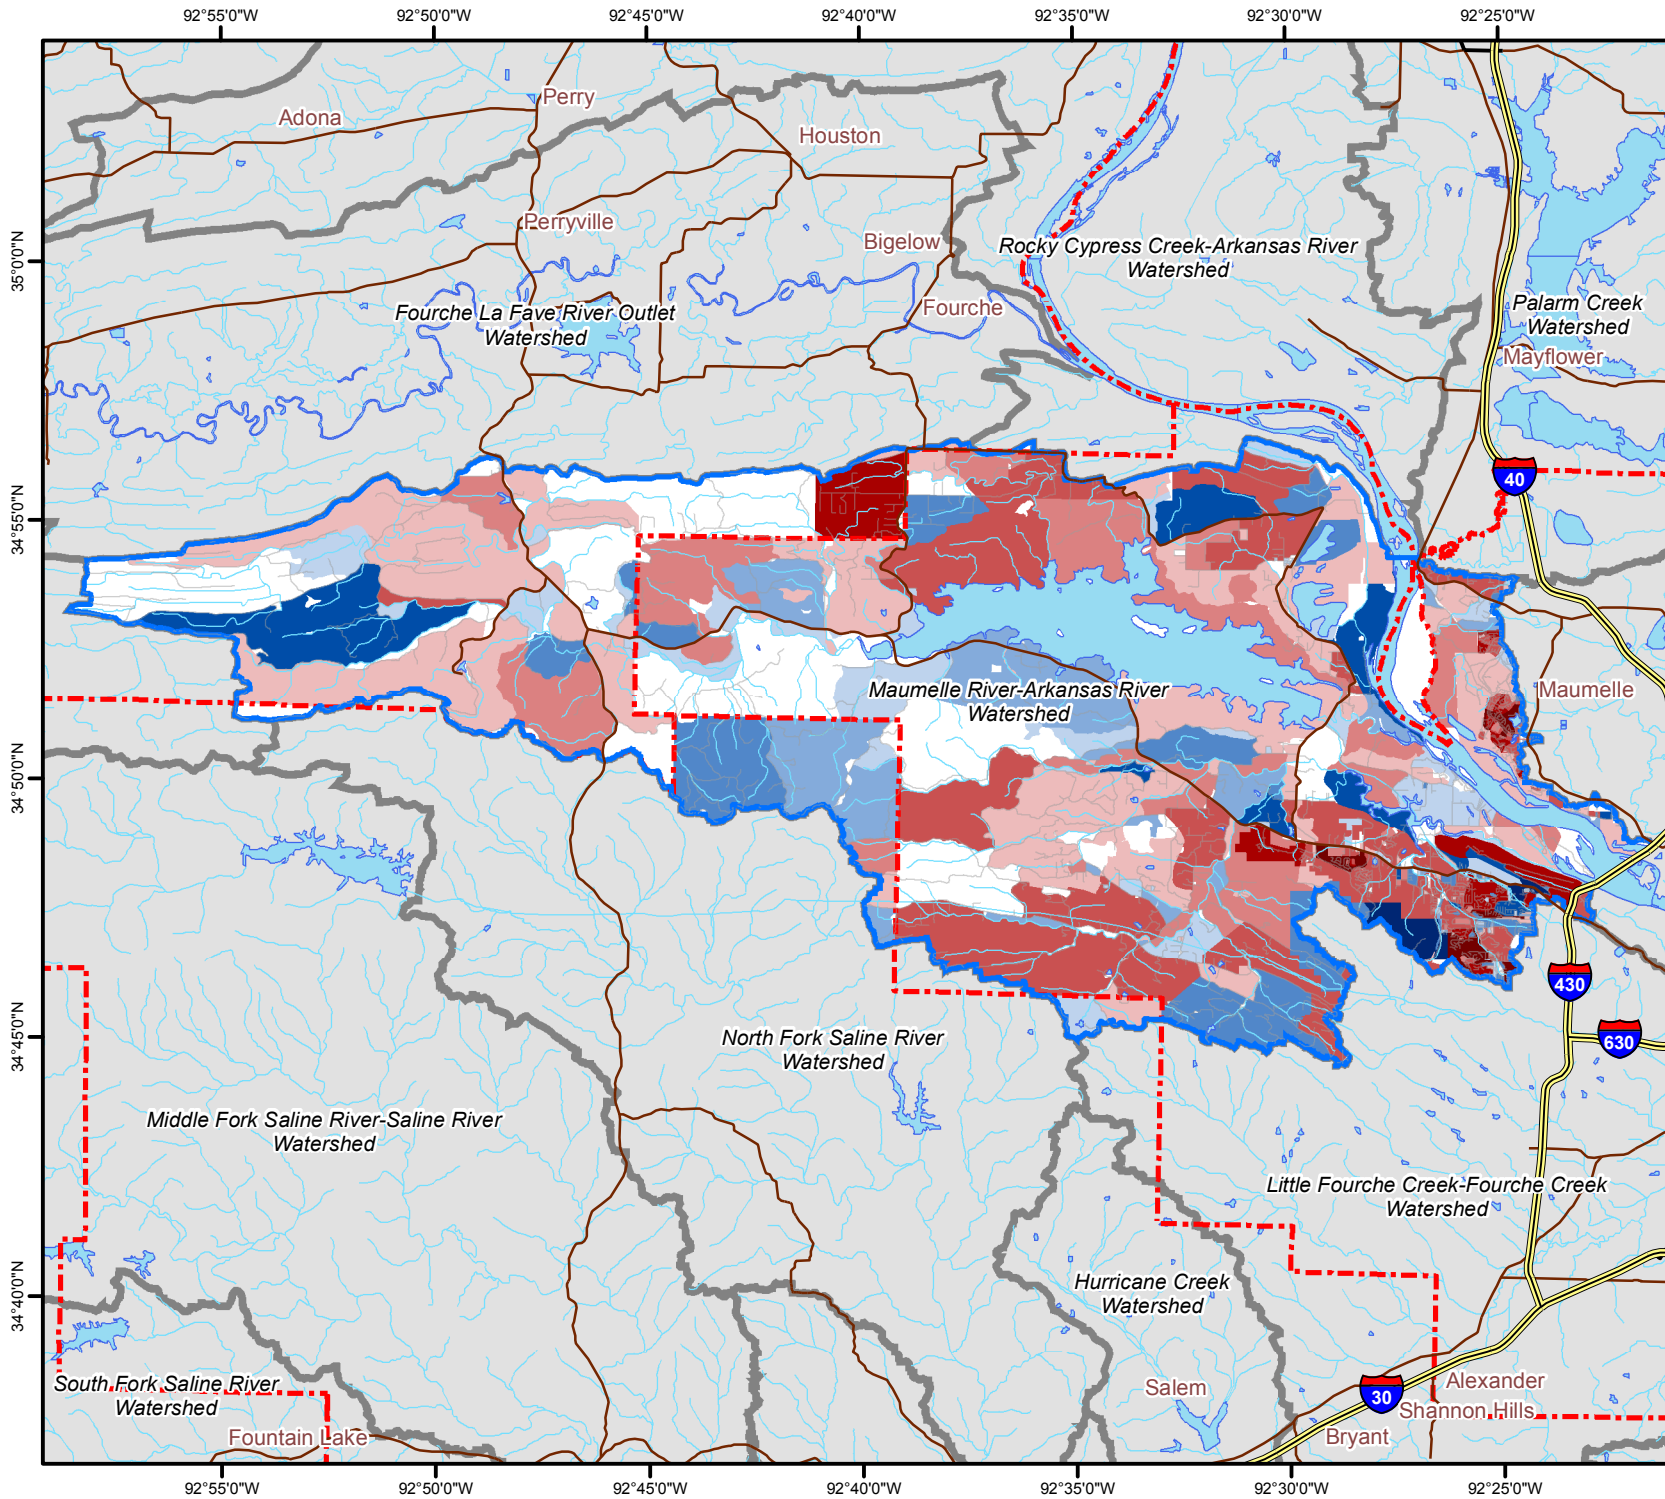 92°55'0"W
92°50'0"W
92°45'0"W
92°40'0"W
92°35'0"W
92°30'0"W
92°25'0"W
Perry
Adona
Houston
Perryville
Bigelow
Rocky Cypress Creek-Arkansas River
Watershed
35°0'0"N
Fourche
Fourche La Fave River Outlet
Watershed
Palarm Creek
Watershed
Mayflower
40
34°55'0"N
Maumelle River-Arkansas River
Watershed
Maumelle
34°50'0"N
430
North Fork Saline River
Watershed
630
34°45'0"N
Middle Fork Saline River-Saline River
Watershed
Little Fourche Creek-Fourche Creek
Watershed
Hurricane Creek
Watershed
34°40'0"N
South Fork Saline River
Watershed
Salem
30
Alexander
Shannon Hills
Fountain Lake
Bryant
92°55'0"W
92°50'0"W
92°45'0"W
92°40'0"W
92°35'0"W
92°30'0"W
92°25'0"W